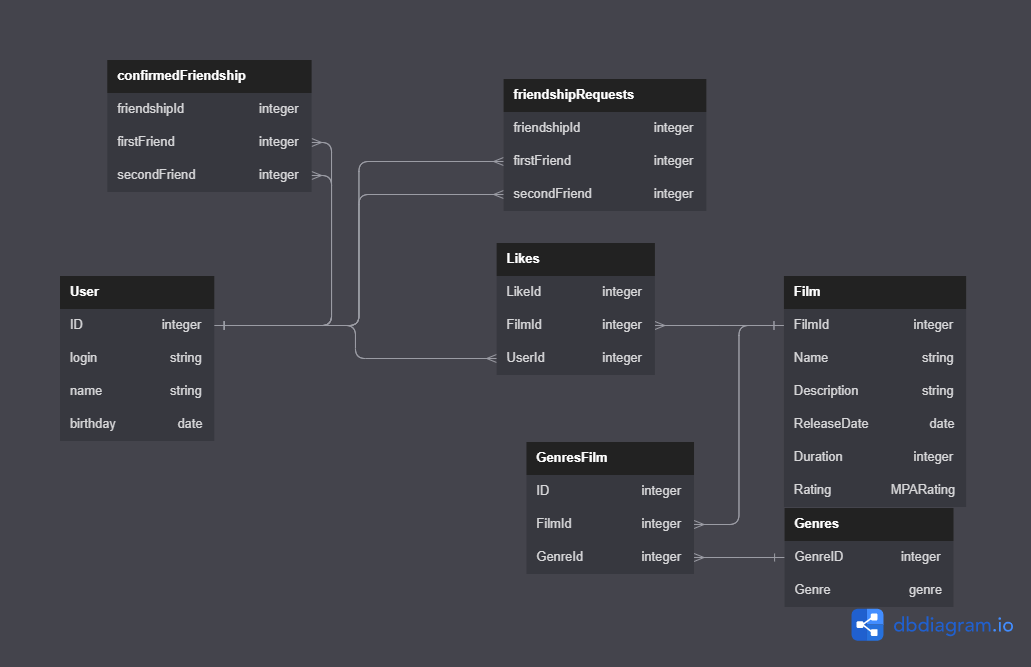 confirmedFriendship
friendshipId integer
firstFriend integer
secondFriend integer
friendshipRequests
friendshipId integer
firstFriend integer
secondFriend integer
User
ID integer
login string
name string
birthday date
Likes
LikeId integer
FilmId integer
UserId integer
Film
FilmId integer
Name string
Description string
ReleaseDate date
Duration integer
Rating MPARating
GenresFilm
ID integer
FilmId integer
GenreId integer
Genres
GenreID integer
Genre genre
dbdiagram.io